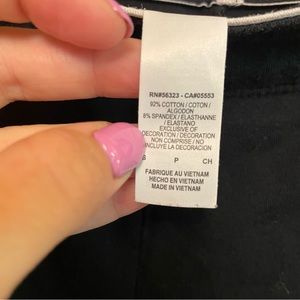 RN#56323 - CA#05553
92% COTTON / COTON /
ALGODON
8% SPANDEX / ELASTHANNE /
ELASTANO
EXCLUSIVE OF
DECORATION / DECORATION
NON COMPRISE / NO
INCLUYE LA DECORACION
P CH
FABRIQUE AU VIETNAM
HECHO EN VIETNAM
MADE IN VIETNAM